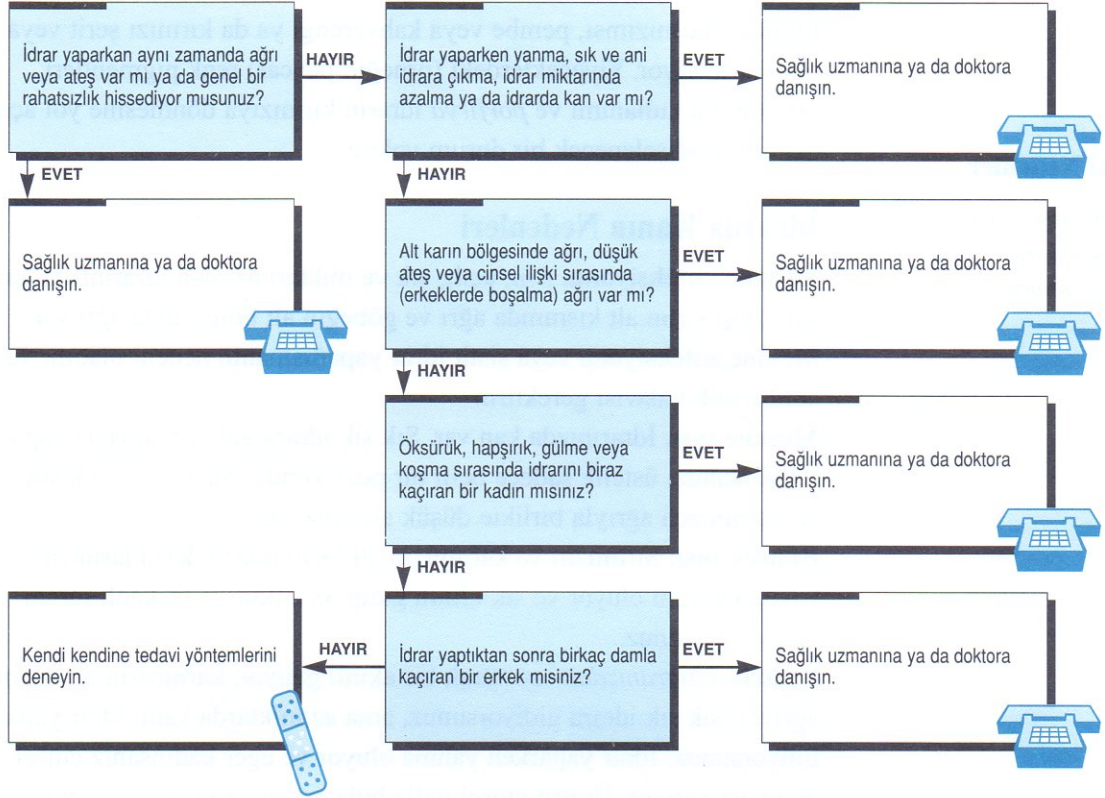 İdrar yaparken aynı zamanda ağrı
veya ateş var mı ya da genel bir
rahatsızlık hissediyor musunuz?
HAYIR
İdrar yaparken yanma, sık ve ani
idrara çıkma, idrar miktarında
azalma ya da idrarda kan var mı?
EVET
Sağlık uzmanına ya da doktora
danışın.
EVET
HAYIR
Sağlık uzmanına ya da doktora
danışın.
Alt karın bölgesinde ağrı, düşük
ateş veya cinsel ilişki sırasında
(erkeklerde boşalma) ağrı var mı?
EVET
Sağlık uzmanına ya da doktora
danışın.
HAYIR
Öksürük, hapşırık, gülme veya
koşma sırasında idrarını biraz
kaçıran bir kadın mısınız?
EVET
Sağlık uzmanına ya da doktora
danışın.
HAYIR
Kendi kendine tedavi yöntemlerini
deneyin.
HAYIR
İdrar yaptıktan sonra birkaç damla
kaçıran bir erkek misiniz?
EVET
Sağlık uzmanına ya da doktora
danışın.